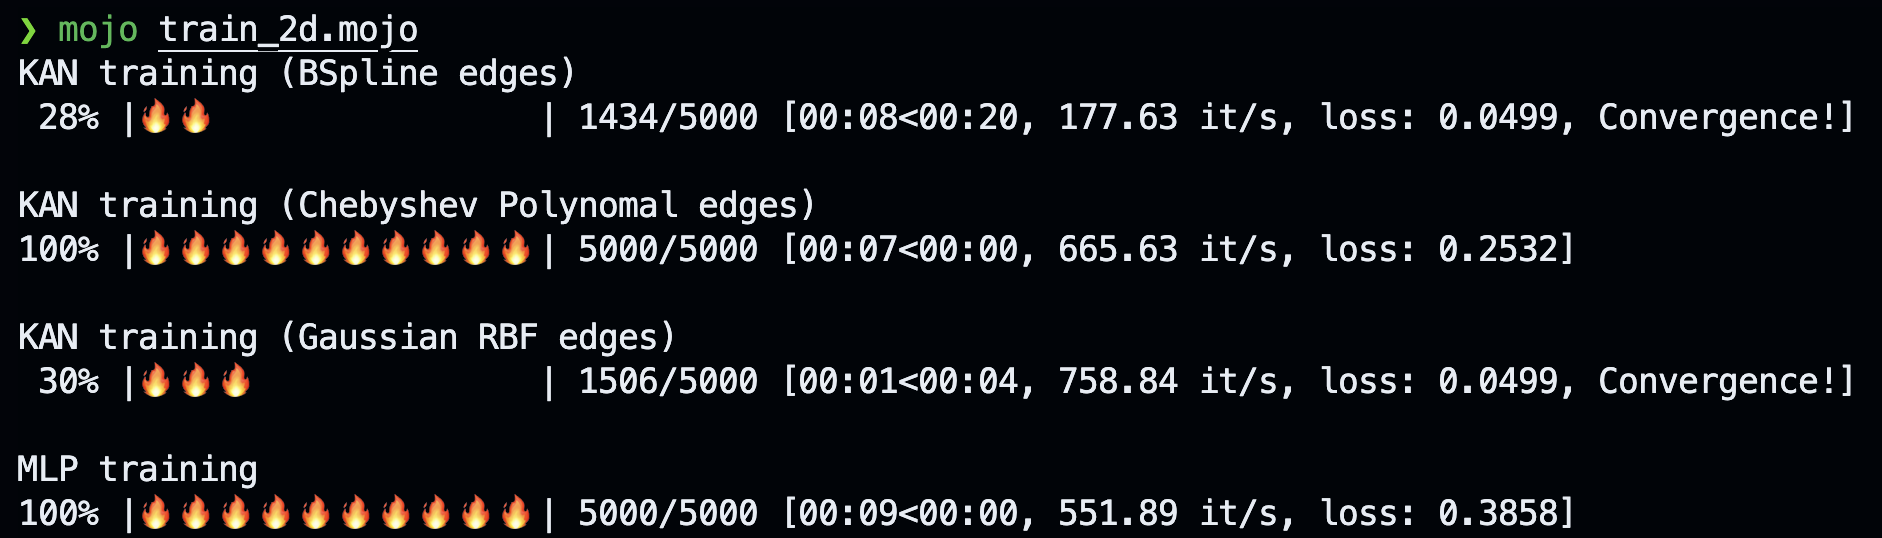 ❯ mojo train_2d.mojo
KAN training (BSpline edges)
28% |🔥🔥 | 1434/5000 [00:08<00:20, 177.63 it/s, loss: 0.0499, Convergence!]
KAN training (Chebyshev Polynomal edges)
100% |🔥🔥🔥🔥🔥🔥🔥🔥🔥🔥| 5000/5000 [00:07<00:00, 665.63 it/s, loss: 0.2532]
KAN training (Gaussian RBF edges)
30% |🔥🔥🔥 | 1506/5000 [00:01<00:04, 758.84 it/s, loss: 0.0499, Convergence!]
MLP training
100% |🔥🔥🔥🔥🔥🔥🔥🔥🔥🔥| 5000/5000 [00:09<00:00, 551.89 it/s, loss: 0.3858]